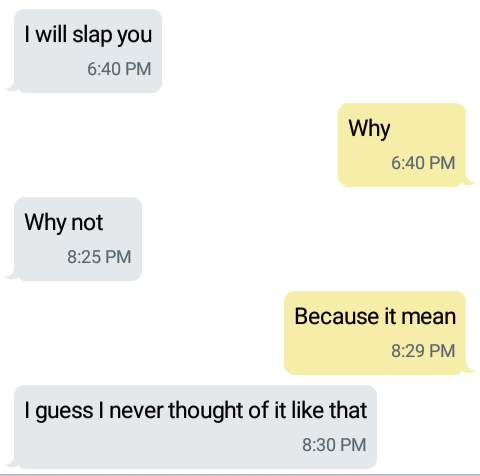 I will slap you
6:40 PM
Why
6:40 PM
Why not
8:25 PM
Because it mean
8:29 PM
I guess I never thought of it like that
8:30 PM